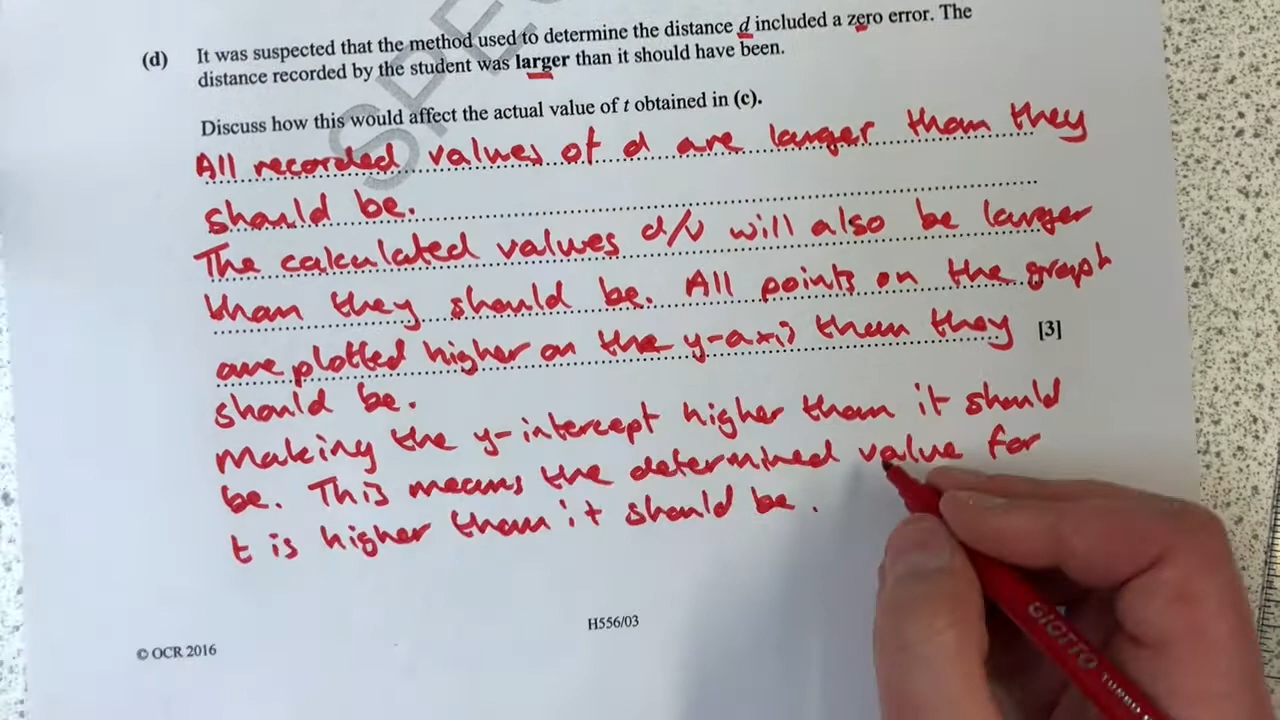 SPEC
(d) It was suspected that the method used to determine the distance d included a zero error. The
distance recorded by the student was larger than it should have been.
Discuss how this would affect the actual value of t obtained in (c).
All recorded values of d are larger than they
should be.
The calculated values d/v will also be larger
than they should be. All points on the graph
are plotted higher on the y-axis than they [3]
should be.
Making the y-intercept higher than it should
be. This means the determined value for
t is higher than it should be.
H556/03
© OCR 2016
GIOTTO TURBO